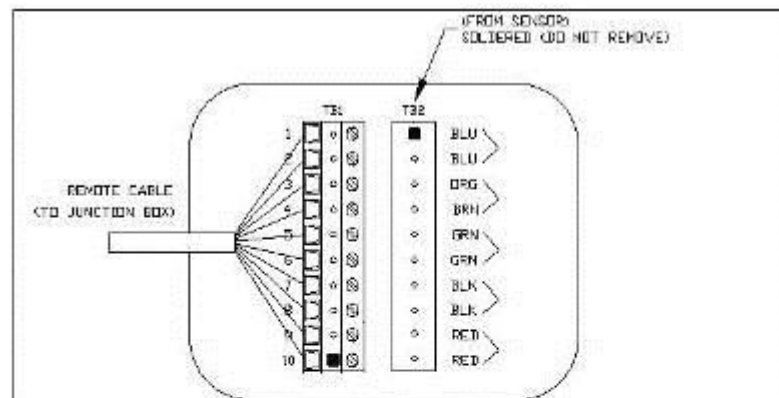 (FROM SENSOR)
SOLDERED (DO NOT REMOVE)
TB1
TB2
1
2
3
4
5
6
7
8
9
10
BLU
BLU
ORG
BRN
GRN
GRN
BLK
BLK
RED
RED
REMOTE CABLE
(TO JUNCTION BOX)